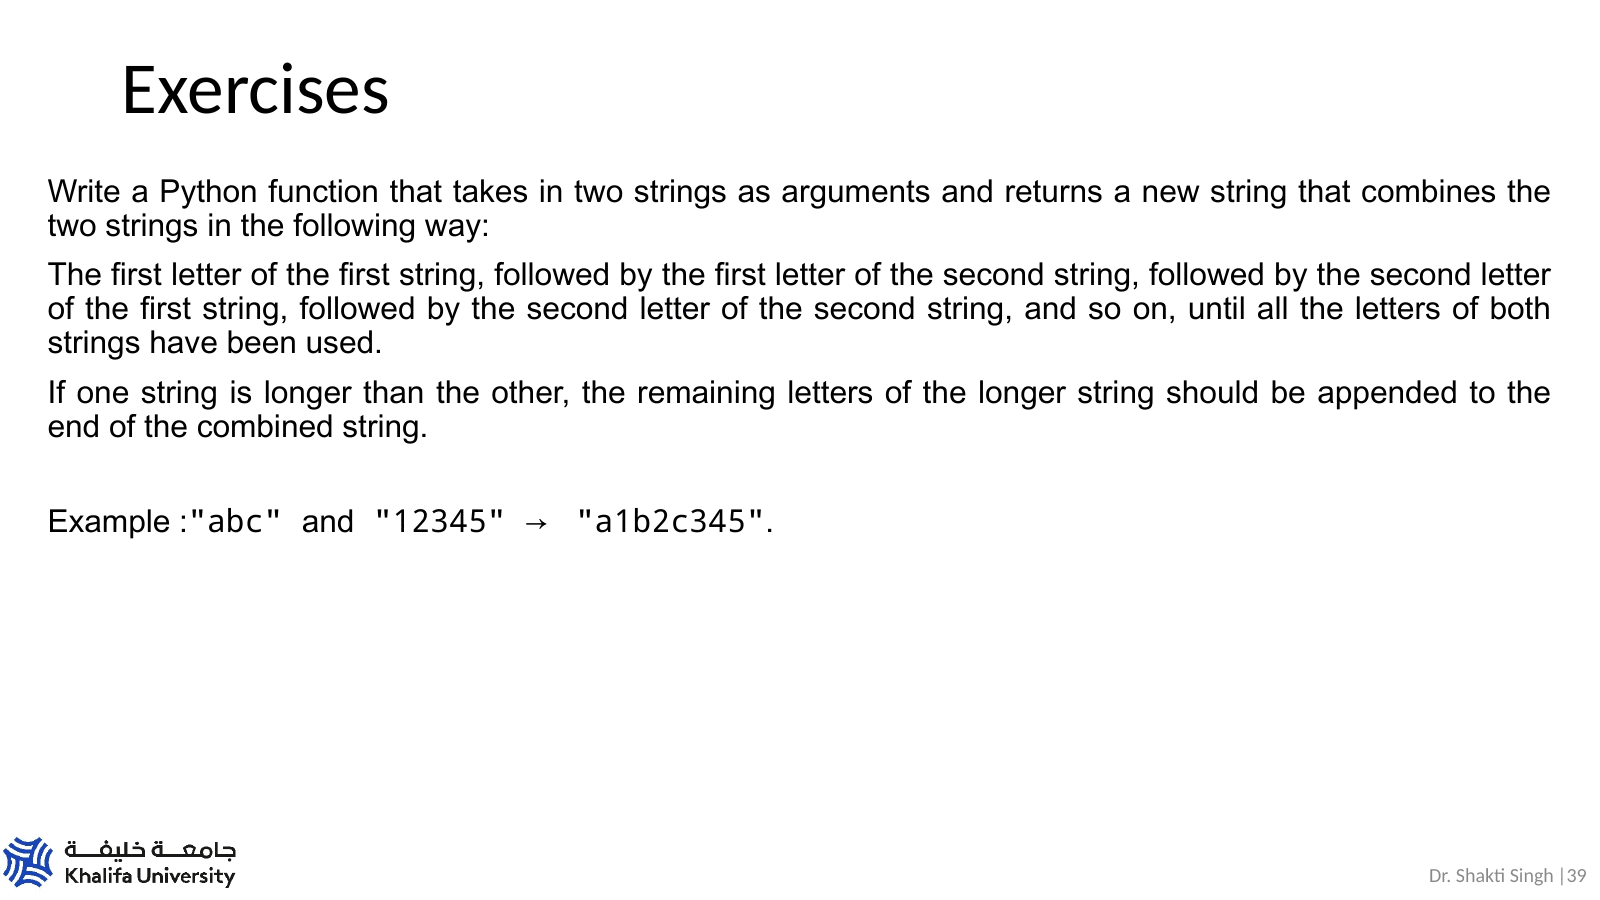 Exercises
Write a Python function that takes in two strings as arguments and returns a new string that combines the
two strings in the following way:
The first letter of the first string, followed by the first letter of the second string, followed by the second letter
of the first string, followed by the second letter of the second string, and so on, until all the letters of both
strings have been used.
If one string is longer than the other, the remaining letters of the longer string should be appended to the
end of the combined string.
Example :"abc" and "12345" → "a1b2c345".
جامعة خليفة
Khalifa University
Dr. Shakti Singh |39